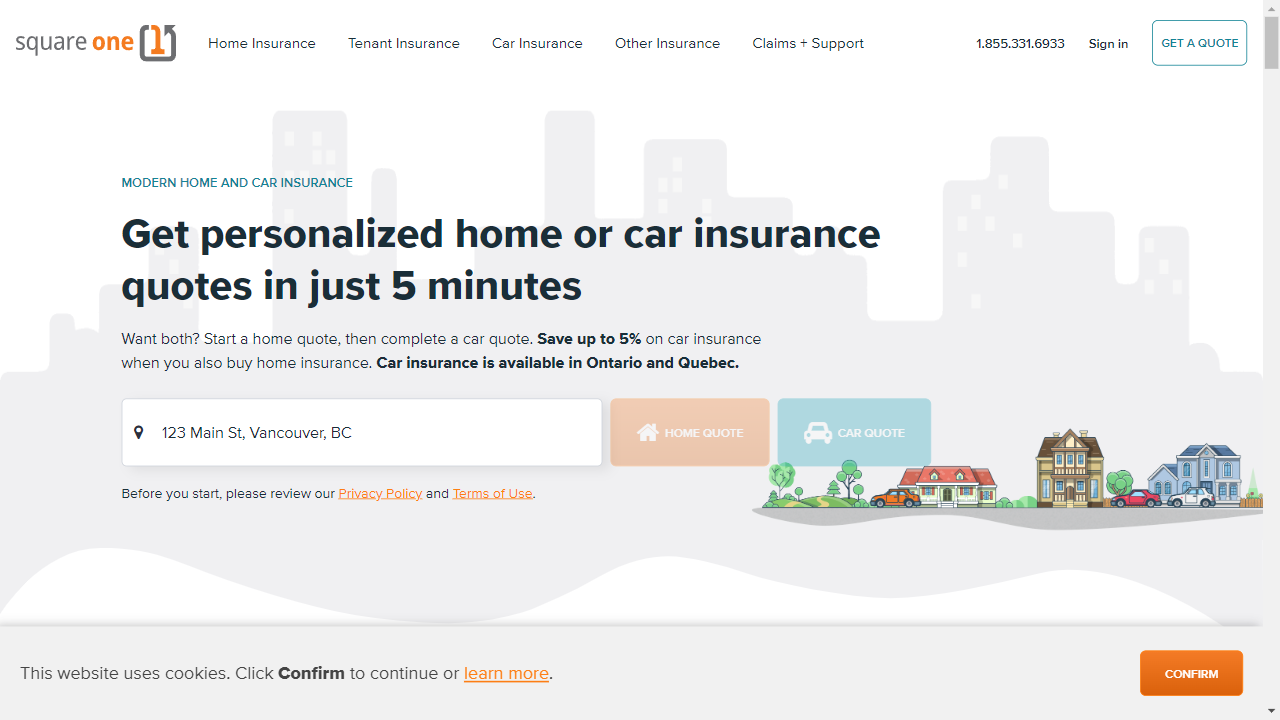 square one 1
Home Insurance
Tenant Insurance
Car Insurance
Other Insurance
Claims + Support
1.855.331.6933
Sign in
GET A QUOTE
MODERN HOME AND CAR INSURANCE
Get personalized home or car insurance
quotes in just 5 minutes
Want both? Start a home quote, then complete a car quote. Save up to 5% on car insurance
when you also buy home insurance. Car insurance is available in Ontario and Quebec.
123 Main St, Vancouver, BC
HOME QUOTE
CAR QUOTE
Before you start, please review our Privacy Policy and Terms of Use.
This website uses cookies. Click Confirm to continue or learn more.
CONFIRM